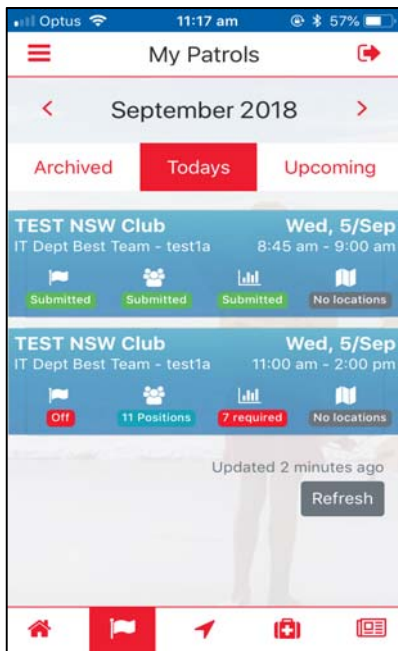 Optus 11:17 am 57%
My Patrols
September 2018
Archived Todays Upcoming
TEST NSW Club Wed, 5/Sep
IT Dept Best Team - test1a 8:45 am - 9:00 am
Submitted Submitted Submitted No locations
TEST NSW Club Wed, 5/Sep
IT Dept Best Team - test1a 11:00 am - 2:00 pm
Off 11 Positions 7 required No locations
Updated 2 minutes ago
Refresh